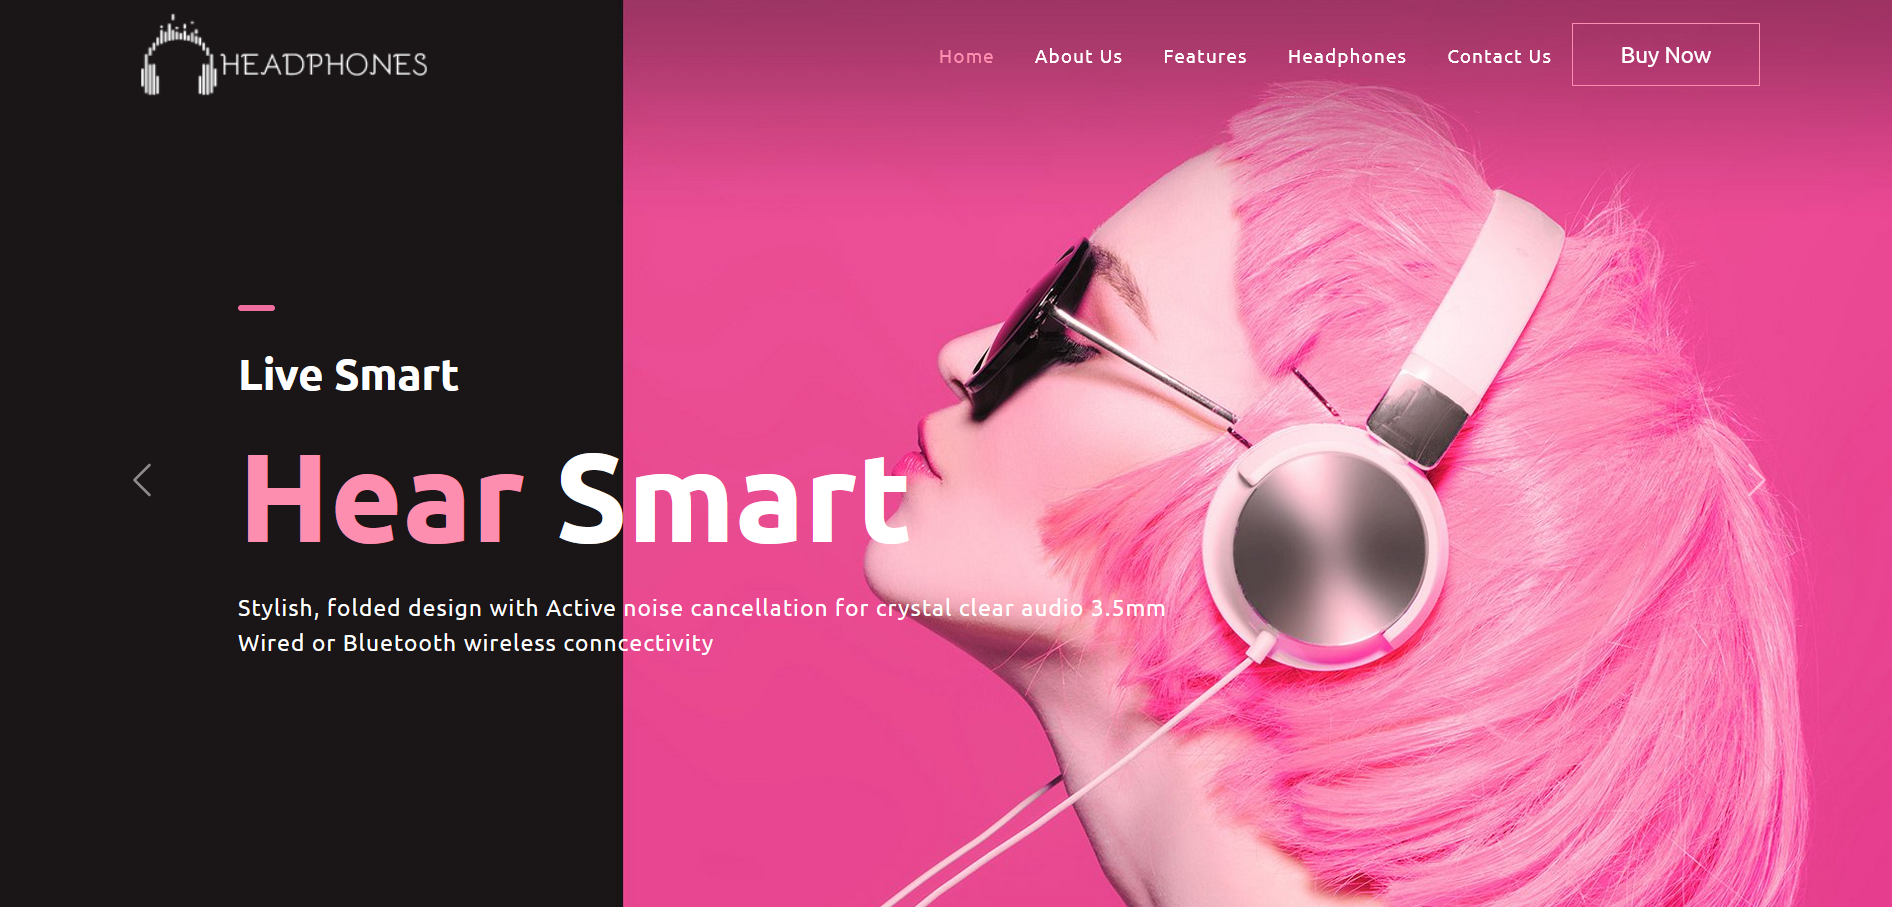 HEADPHONES
Home About Us Features Headphones Contact Us Buy Now
Live Smart
Hear Smart
Stylish, folded design with Active noise cancellation for crystal clear audio 3.5mm
Wired or Bluetooth wireless conncectivity